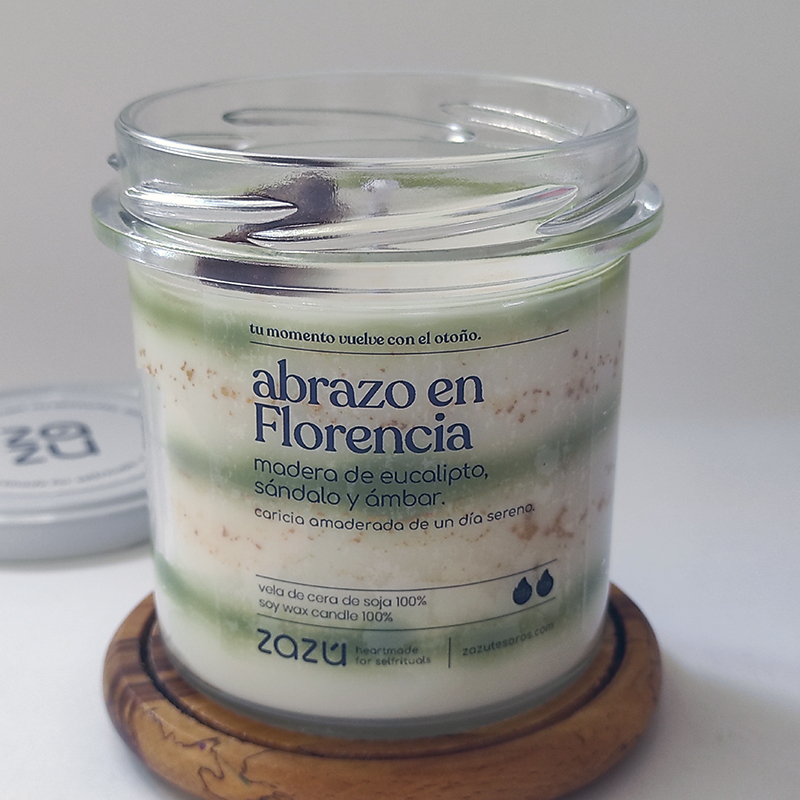 tu momento vuelve con el otoño.
abrazo en
Florencia
madera de eucalipto,
sándalo y ámbar.
caricia amaderada de un día sereno.
vela de cera de soja 100%
soy wax candle 100%
zazú
heartmade
for selfrituals
zazutesoros.com